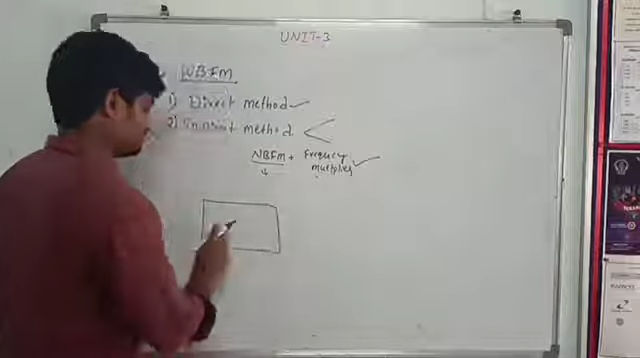 UNIT-3
WBFM
1) Direct method
2) Indirect method
NBFM + Frequency
multiplier